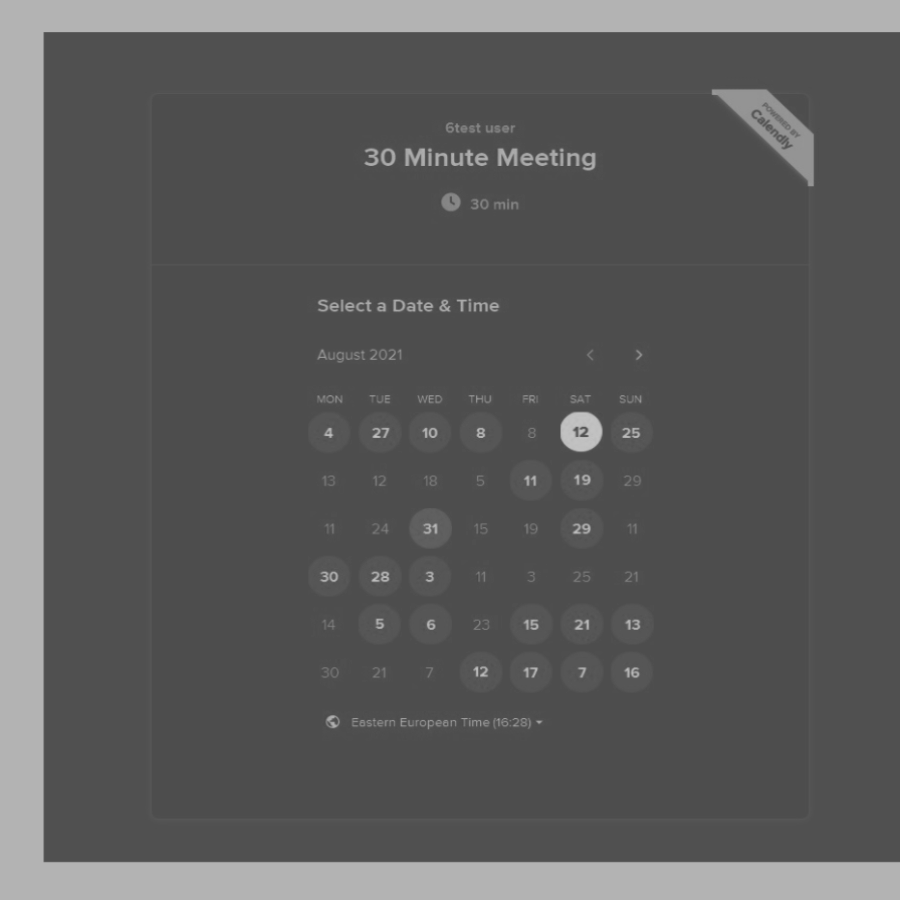 POWERED BY
Calendly
6test user
30 Minute Meeting
30 min
Select a Date & Time
August 2021
MON TUE WED THU FRI SAT SUN
4 27 10 8 8 12 25
13 12 18 5 11 19 29
11 24 31 15 19 29 11
30 28 3 11 3 25 21
14 5 6 23 15 21 13
30 21 7 12 17 7 16
Eastern European Time (16:28)